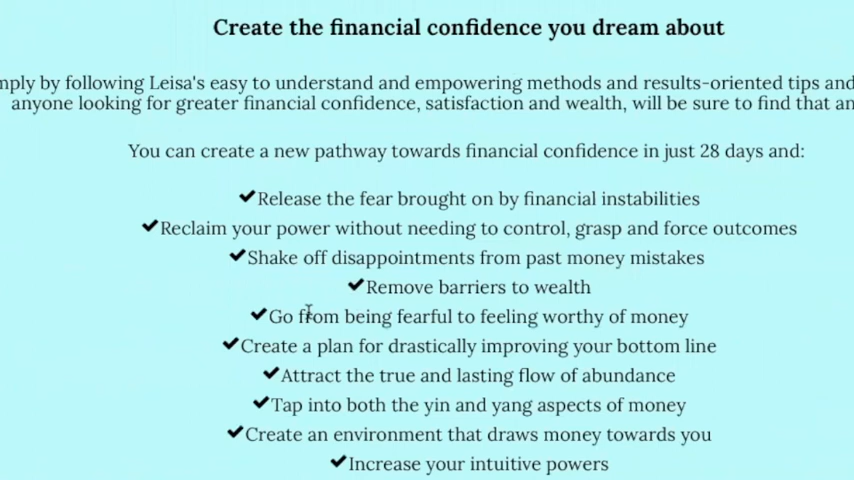 Create the financial confidence you dream about
by following Leisa's easy to understand and empowering methods and results-oriented tips and
anyone looking for greater financial confidence, satisfaction and wealth, will be sure to find that
You can create a new pathway towards financial confidence in just 28 days and:
✔Release the fear brought on by financial instabilities
✔Reclaim your power without needing to control, grasp and force outcomes
✔Shake off disappointments from past money mistakes
✔Remove barriers to wealth
✔Go from being fearful to feeling worthy of money
✔Create a plan for drastically improving your bottom line
✔Attract the true and lasting flow of abundance
✔Tap into both the yin and yang aspects of money
✔Create an environment that draws money towards you
✔Increase your intuitive powers